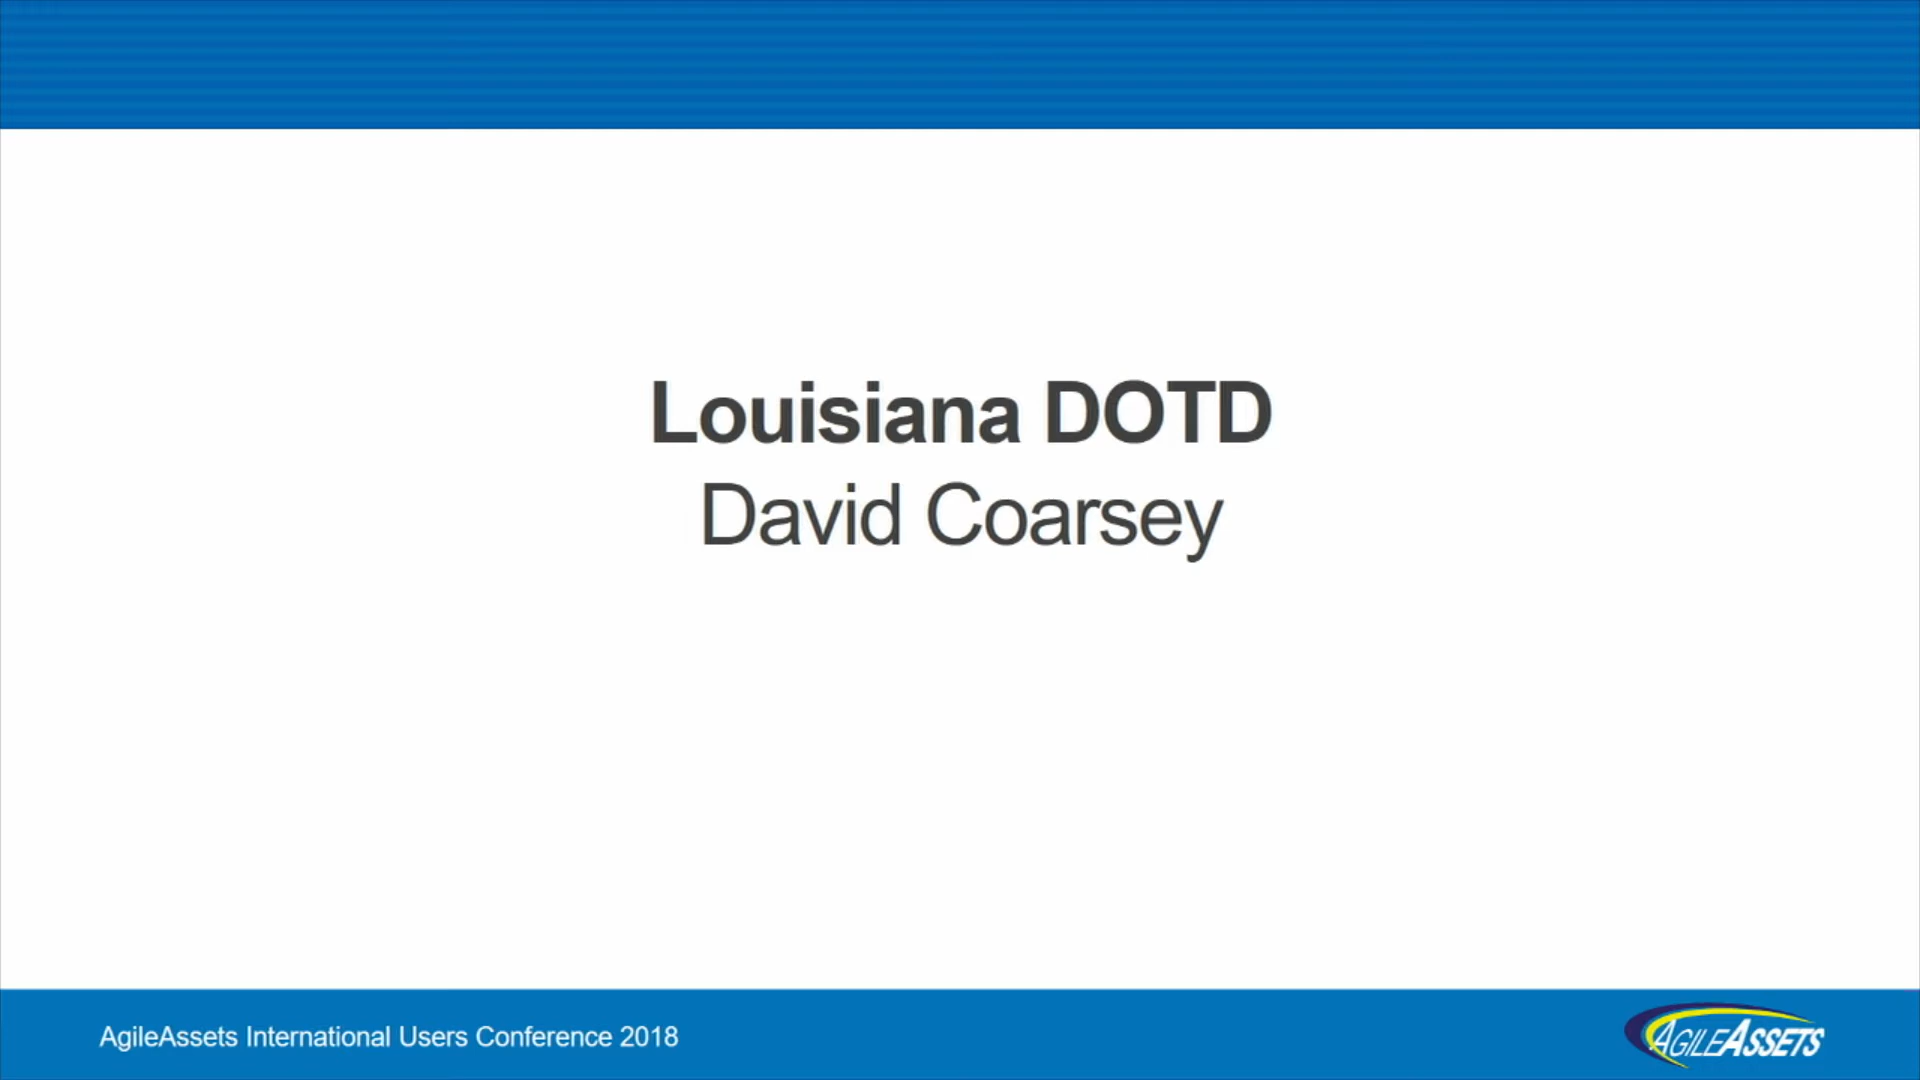 Louisiana DOTD
David Coarsey
AgileAssets International Users Conference 2018
AGILEASSETS